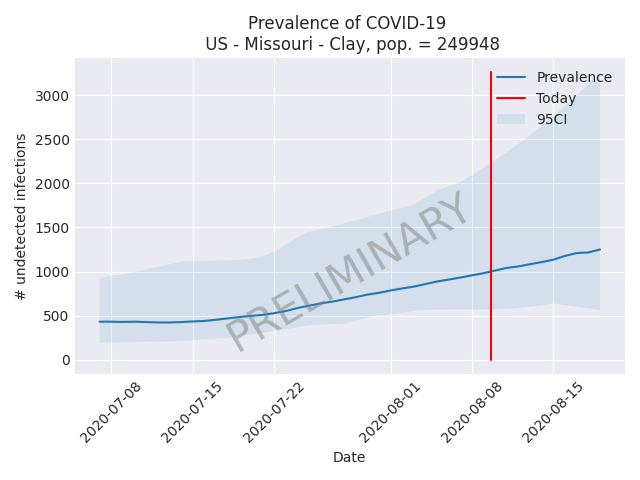 Prevalence of COVID-19
US - Missouri - Clay, pop. = 249948
Prevalence
Today
95CI
# undetected infections
3000
2500
2000
1500
1000
500
0
PRELIMINARY
2020-07-08
2020-07-15
2020-07-22
2020-08-01
2020-08-08
2020-08-15
Date